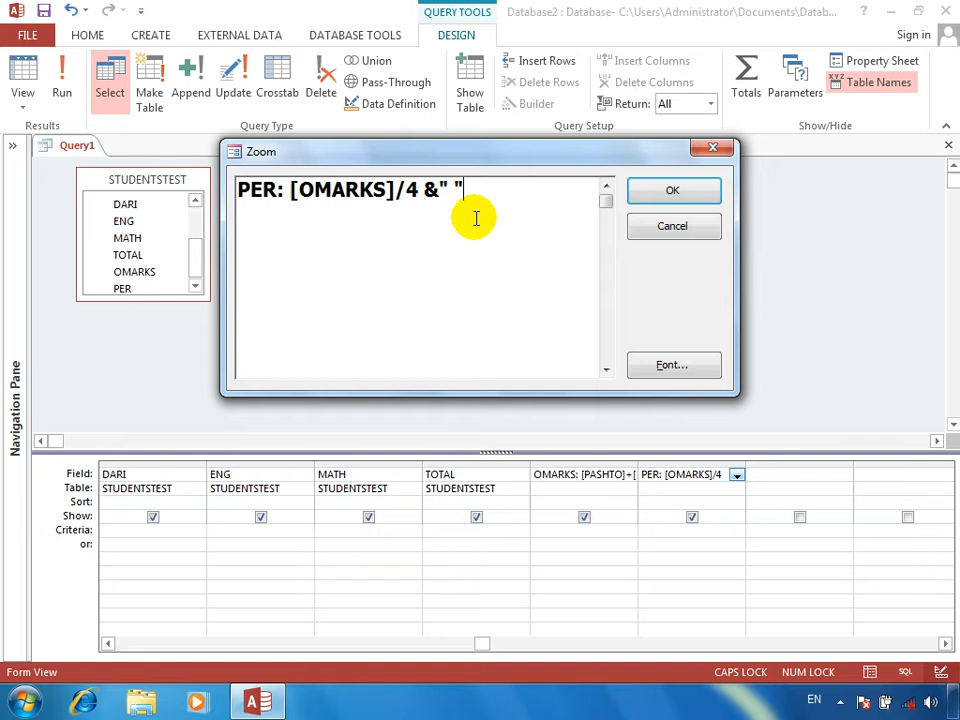 QUERY TOOLS
Database2 : Database- C:\Users\Administrator\Documents\Datab...
?
FILE
HOME
CREATE
EXTERNAL DATA
DATABASE TOOLS
DESIGN
Sign in
View
Run
Select
Make Table
Append
Update
Crosstab
Delete
Union
Pass-Through
Data Definition
Show Table
Insert Rows
Delete Rows
Builder
Insert Columns
Delete Columns
Return: All
Totals
Parameters
Property Sheet
Table Names
Results
Query Type
Query Setup
Show/Hide
Query1
STUDENTSTEST
DARI
ENG
MATH
TOTAL
OMARKS
PER
Zoom
PER: [OMARKS]/4 &" "
OK
Cancel
Font...
Navigation Pane
Field: DARI ENG MATH TOTAL OMARKS: [PASHTO]+[ PER: [OMARKS]/4
Table: STUDENTSTEST STUDENTSTEST STUDENTSTEST STUDENTSTEST
Sort:
Show:
Criteria:
or:
Form View
CAPS LOCK NUM LOCK
SQL
EN